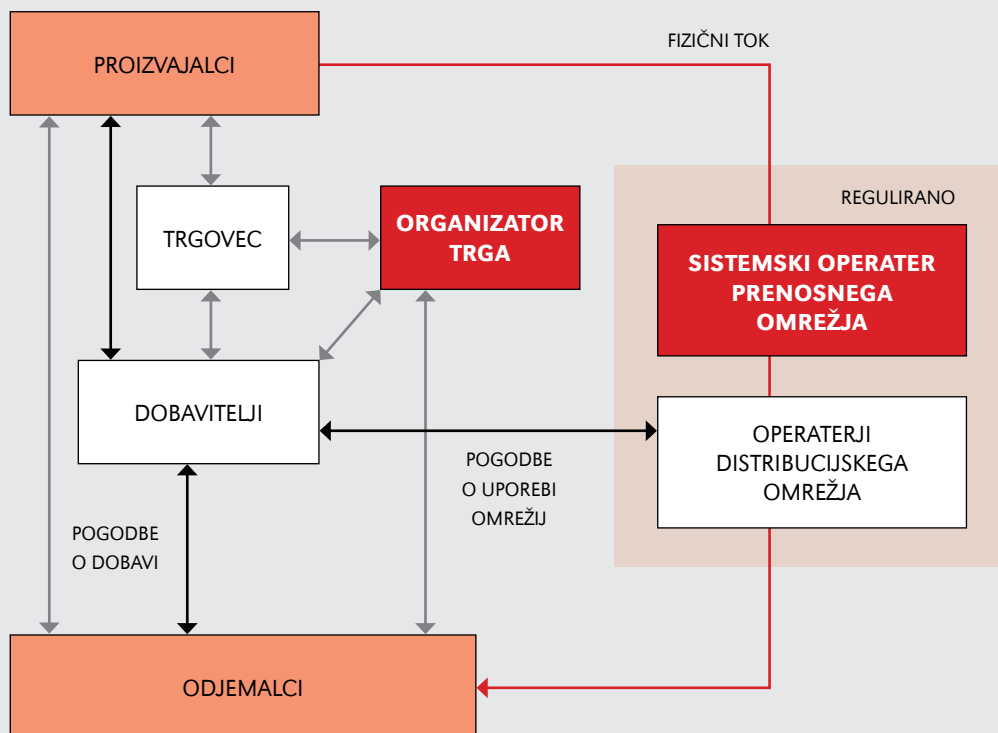 FIZIČNI TOK
PROIZVAJALCI
REGULIRANO
TRGOVEC
ORGANIZATOR
TRGA
SISTEMSKI OPERATER
PRENOSNEGA
OMREŽJA
DOBAVITELJI
OPERATERJI
DISTRIBUCIJSKEGA
OMREŽJA
POGODBE
O UPOREBI
OMREŽIJ
POGODBE
O DOBAVI
ODJEMALCI